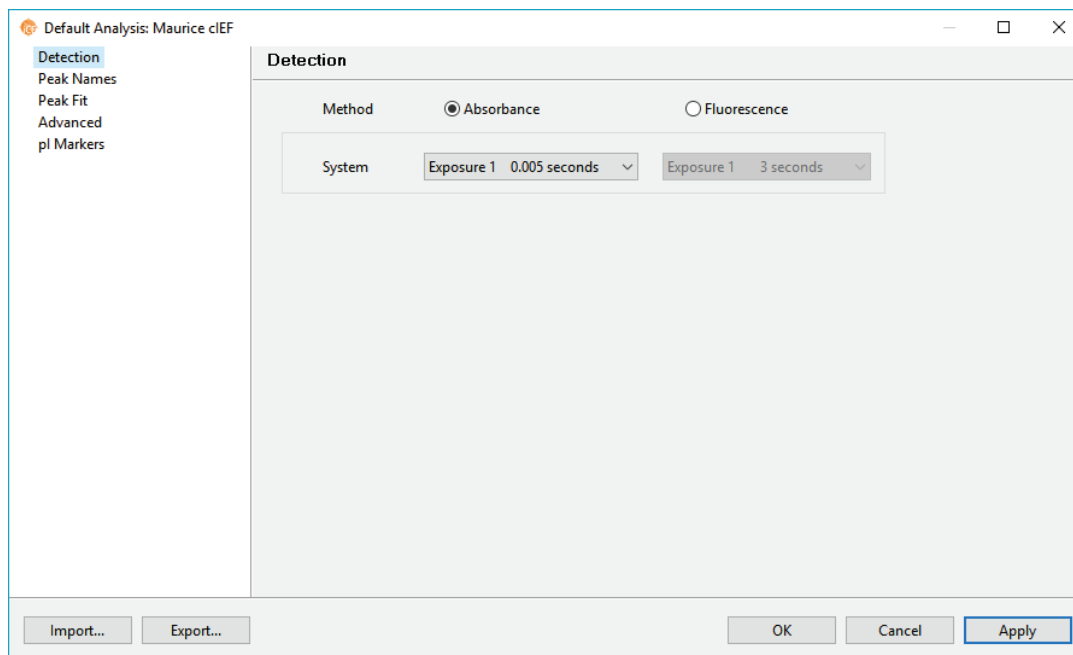 Default Analysis: Maurice cIEF
Detection
Peak Names
Peak Fit
Advanced
pI Markers
Detection
Method Absorbance Fluorescence
System Exposure 1 0.005 seconds Exposure 1 3 seconds
Import... Export... OK Cancel Apply